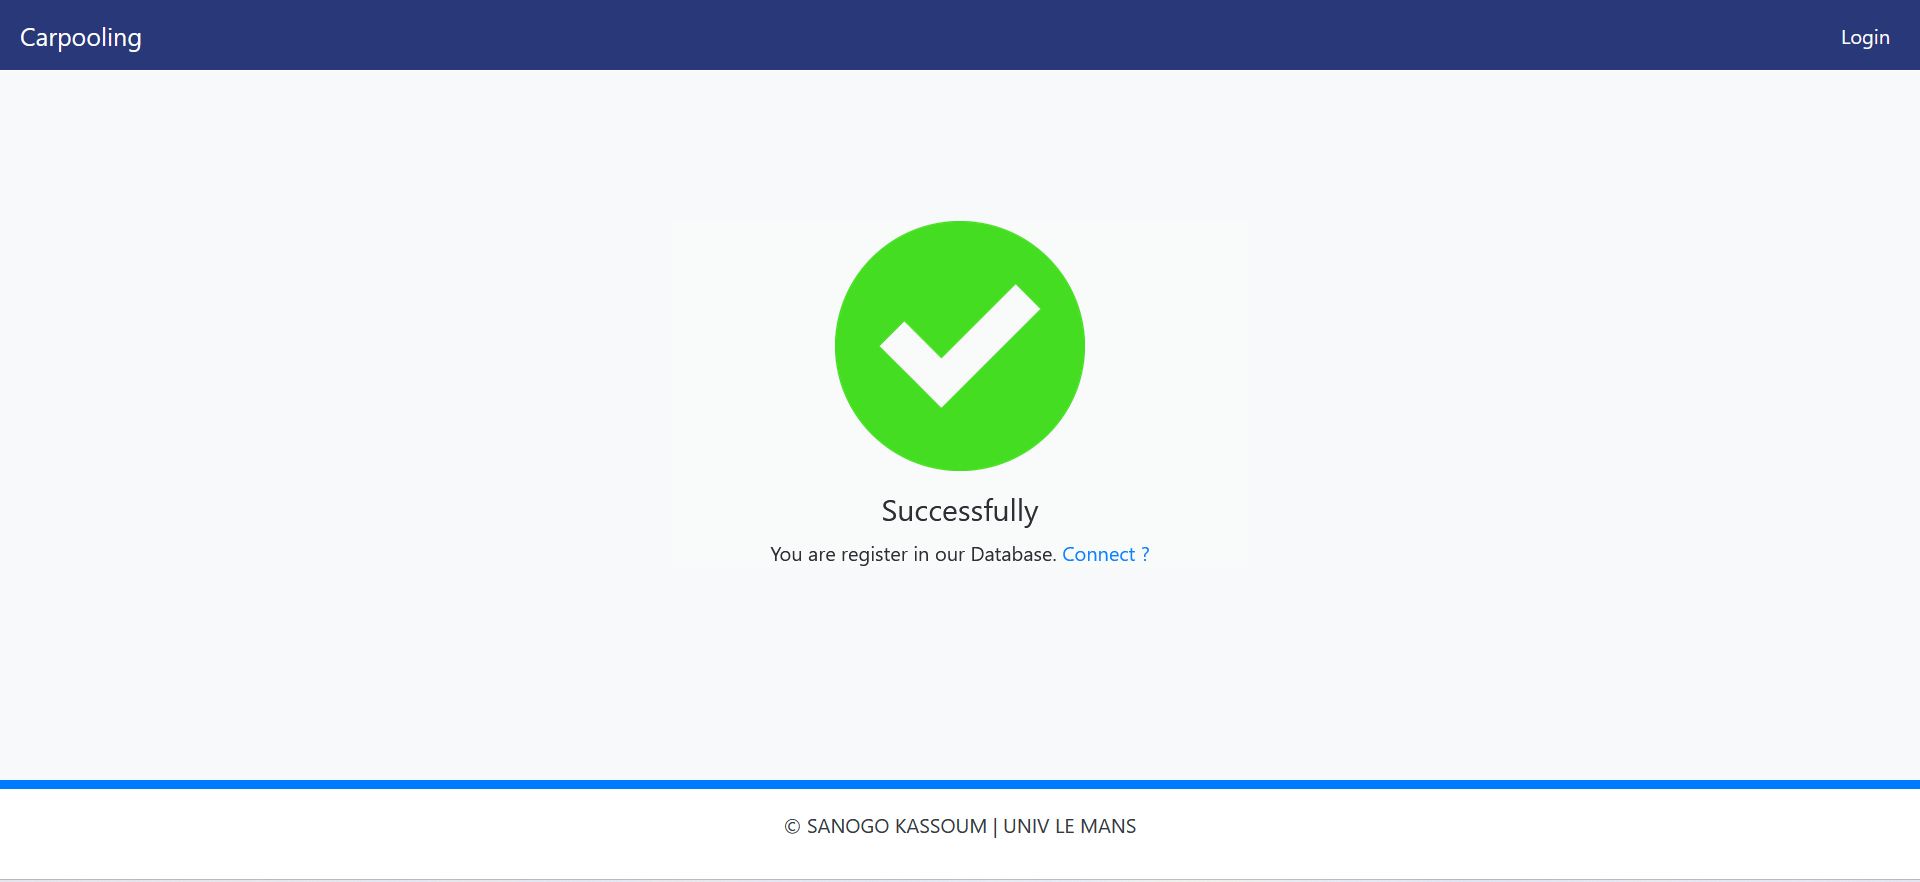 Carpooling
Login
Successfully
You are register in our Database. Connect ?
© SANOGO KASSOUM | UNIV LE MANS